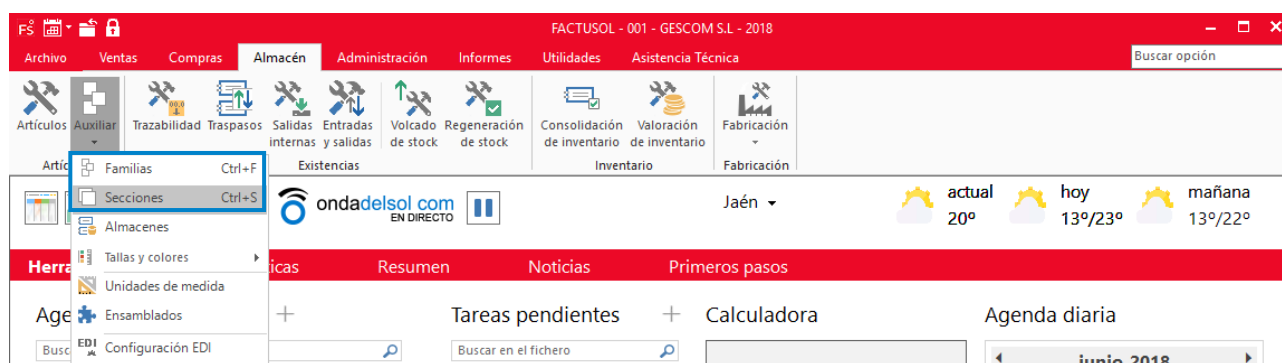 FS
FACTUSOL - 001 - GESCOM S.L - 2018
Archivo Ventas Compras Almacén Administración Informes Utilidades Asistencia Técnica Buscar opción
Artículos Auxiliar Trazabilidad Traspasos Salidas internas Entradas y salidas Volcado de stock Regeneración de stock Consolidación de inventario Valoración de inventario Fabricación
Existencias Inventario Fabricación
Familias Ctrl+F
Secciones Ctrl+S
Almacenes
Tallas y colores
Unidades de medida
Ensamblados
EDI Configuración EDI
ondadelsol com
EN DIRECTO
Jaén
actual hoy mañana
20º 13º/23º 13º/22º
Resumen Noticias Primeros pasos
Tareas pendientes Calculadora Agenda diaria
Buscar en el fichero
junio 2018